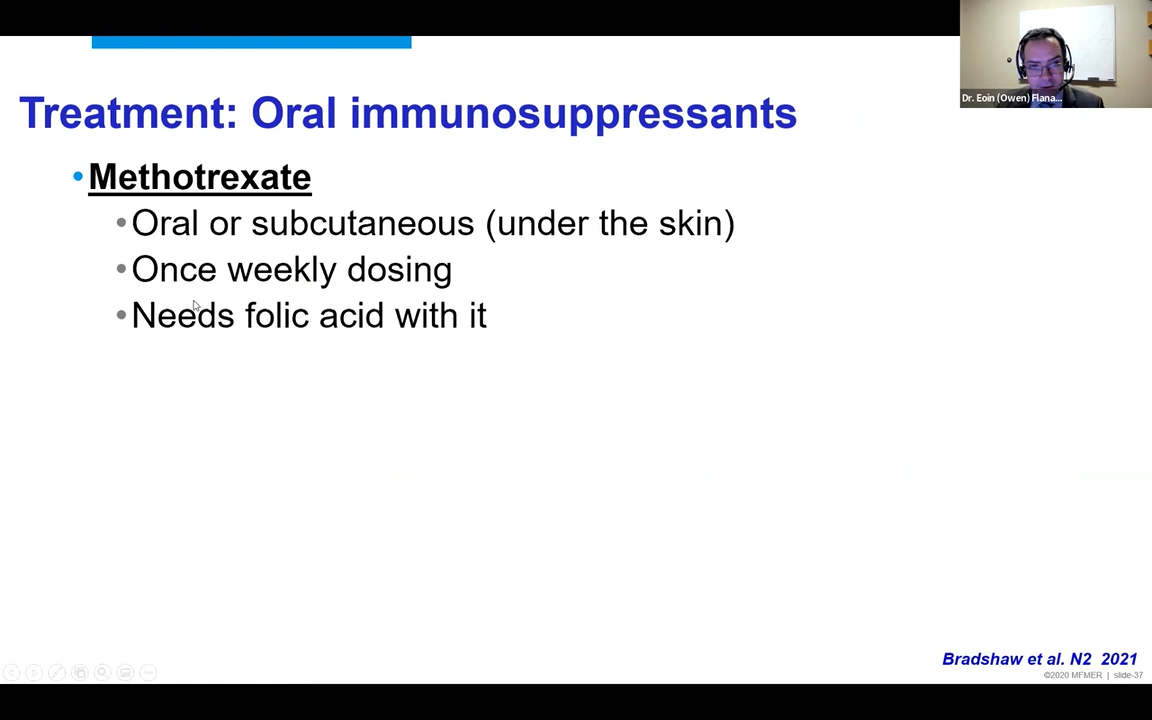 Dr. Eoin (Owen) Flana...
Treatment: Oral immunosuppressants
•Methotrexate
•Oral or subcutaneous (under the skin)
•Once weekly dosing
•Needs folic acid with it
Bradshaw et al. N2 2021
©2020 MFMER | slide-37